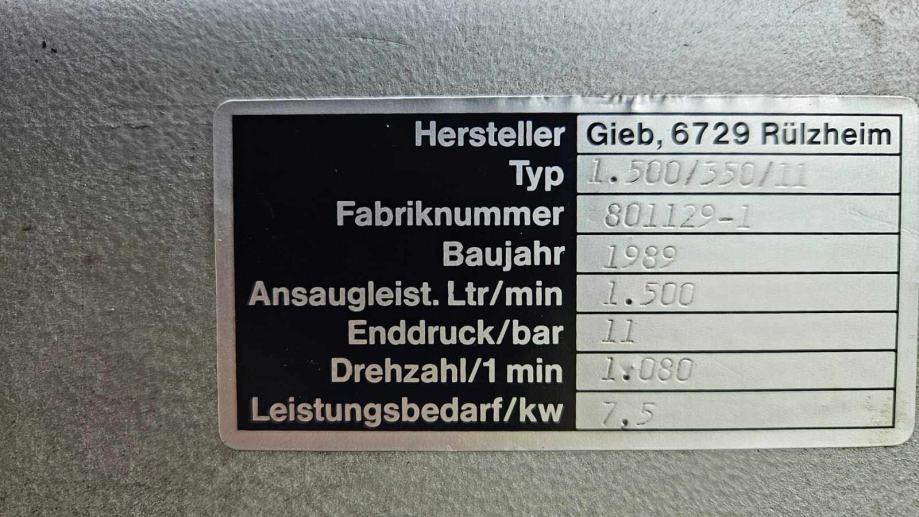 Hersteller Gieb, 6729 Rülzheim
Typ 1.500/350/11
Fabriknummer 801129-1
Baujahr 1989
Ansaugleist. Ltr/min 1.500
Enddruck/bar 11
Drehzahl/1 min 1.080
Leistungsbedarf/kw 7.5